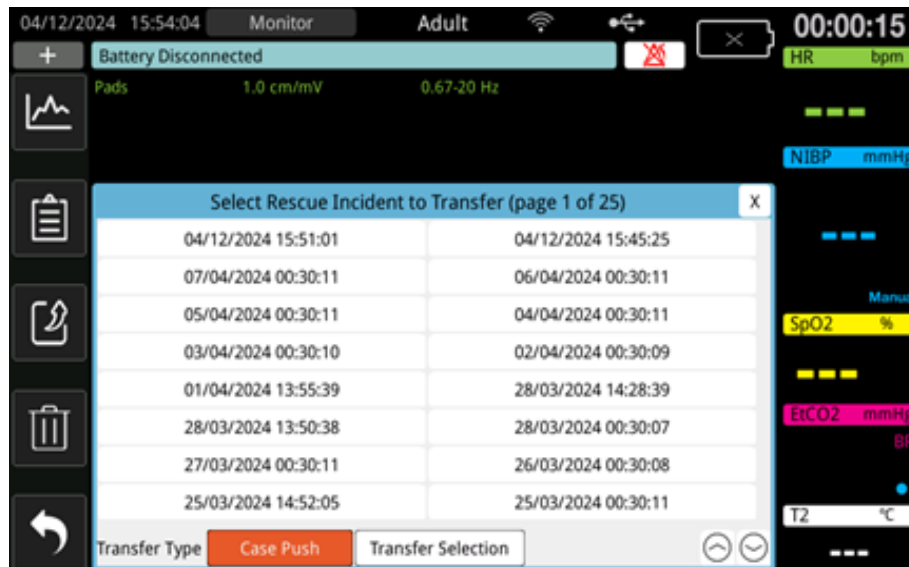 04/12/2024 15:54:04 Monitor Adult 00:00:15
+ Battery Disconnected HR bpm
Pads 1.0 cm/mV 0.67-20 Hz
---
NIBP mmHg
Select Rescue Incident to Transfer (page 1 of 25) X
04/12/2024 15:51:01 04/12/2024 15:45:25
---
07/04/2024 00:30:11 06/04/2024 00:30:11
05/04/2024 00:30:11 04/04/2024 00:30:11
SpO2 %
03/04/2024 00:30:10 02/04/2024 00:30:09
---
01/04/2024 13:55:39 28/03/2024 14:28:39
EtCO2 mmHg
28/03/2024 13:50:38 28/03/2024 00:30:07
27/03/2024 00:30:11 26/03/2024 00:30:08
25/03/2024 14:52:05 25/03/2024 00:30:11
T2 °C
Transfer Type Case Push Transfer Selection ---